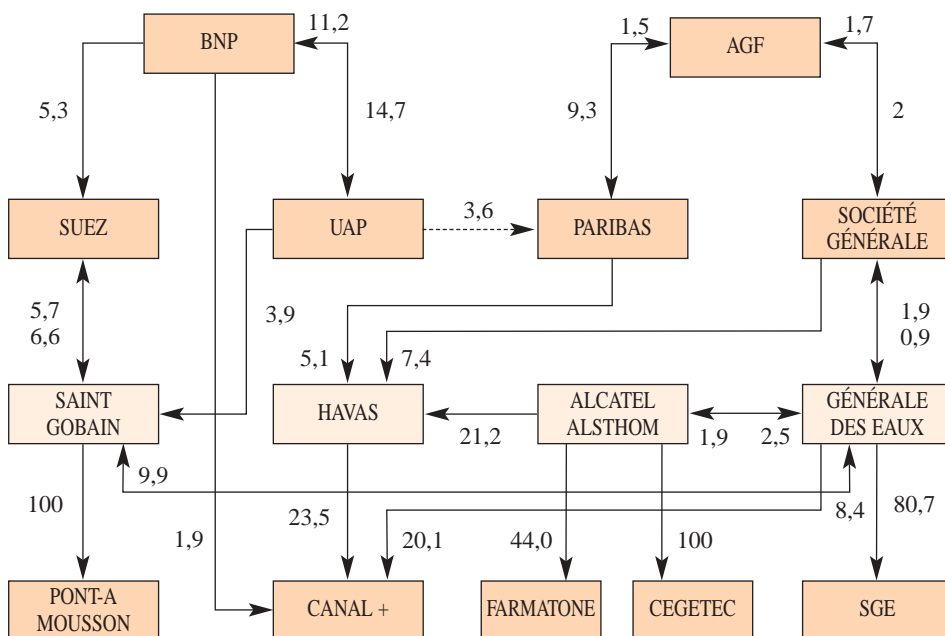 11,2
BNP
1,5
1,7
AGF
5,3
14,7
9,3
2
SUEZ
UAP
3,6
PARIBAS
SOCIÉTÉ
GÉNÉRALE
5,7
6,6
3,9
1,9
0,9
5,1
7,4
SAINT
GOBAIN
HAVAS
ALCATEL
ALSTHOM
GÉNÉRALE
DES EAUX
21,2
1,9
2,5
9,9
100
1,9
23,5
20,1
44,0
100
8,4
80,7
PONT-A
MOUSSON
CANAL +
FARMATONE
CEGETEC
SGE